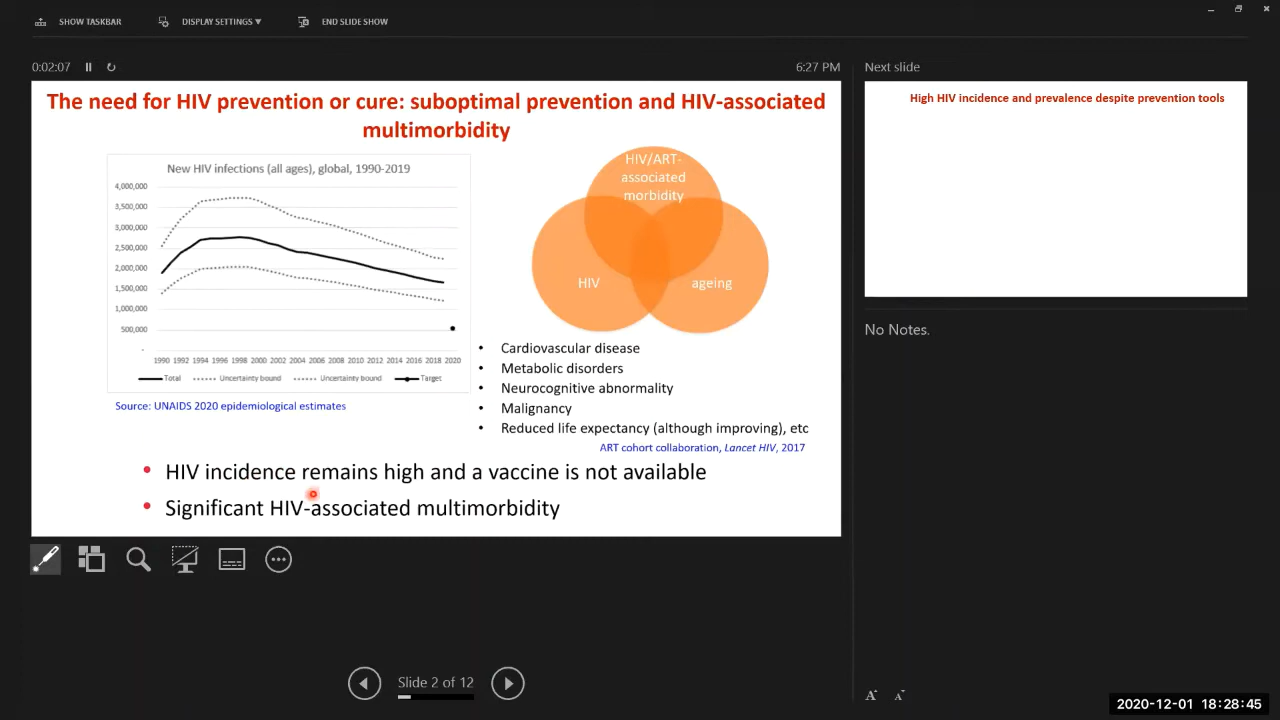 SHOW TASKBAR DISPLAY SETTINGS ▼ END SLIDE SHOW
0:02:07 6:27 PM Next slide
The need for HIV prevention or cure: suboptimal prevention and HIV-associated
multimorbidity
New HIV infections (all ages), global, 1990-2019
4,000,000
3,500,000
3,000,000
2,500,000
2,000,000
1,500,000
1,000,000
500,000
-
1990 1992 1994 1996 1998 2000 2002 2004 2006 2008 2010 2012 2014 2016 2018 2020
Total Uncertainty bound Uncertainty bound Target
Source: UNAIDS 2020 epidemiological estimates
HIV/ART-
associated
morbidity
HIV ageing
• Cardiovascular disease
• Metabolic disorders
• Neurocognitive abnormality
• Malignancy
• Reduced life expectancy (although improving), etc
ART cohort collaboration, Lancet HIV, 2017
• HIV incidence remains high and a vaccine is not available
• Significant HIV-associated multimorbidity
High HIV incidence and prevalence despite prevention tools
No Notes.
Slide 2 of 12
A A
2020-12-01 18:28:45